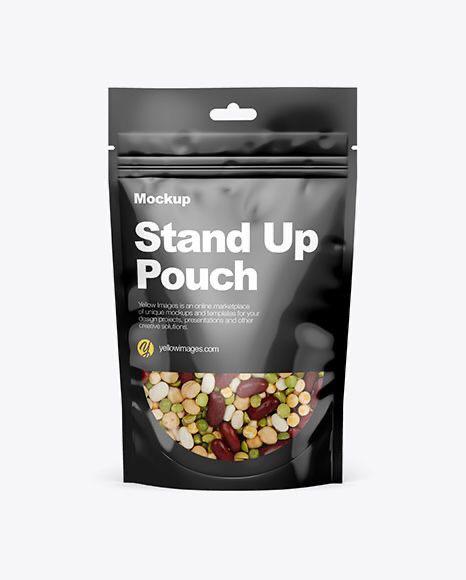 Mockup
Stand Up
Pouch
Yellow Images is an online marketplace
of unique mockups and templates for your
design projects, presentations and other
creative solutions.
yellowimages.com